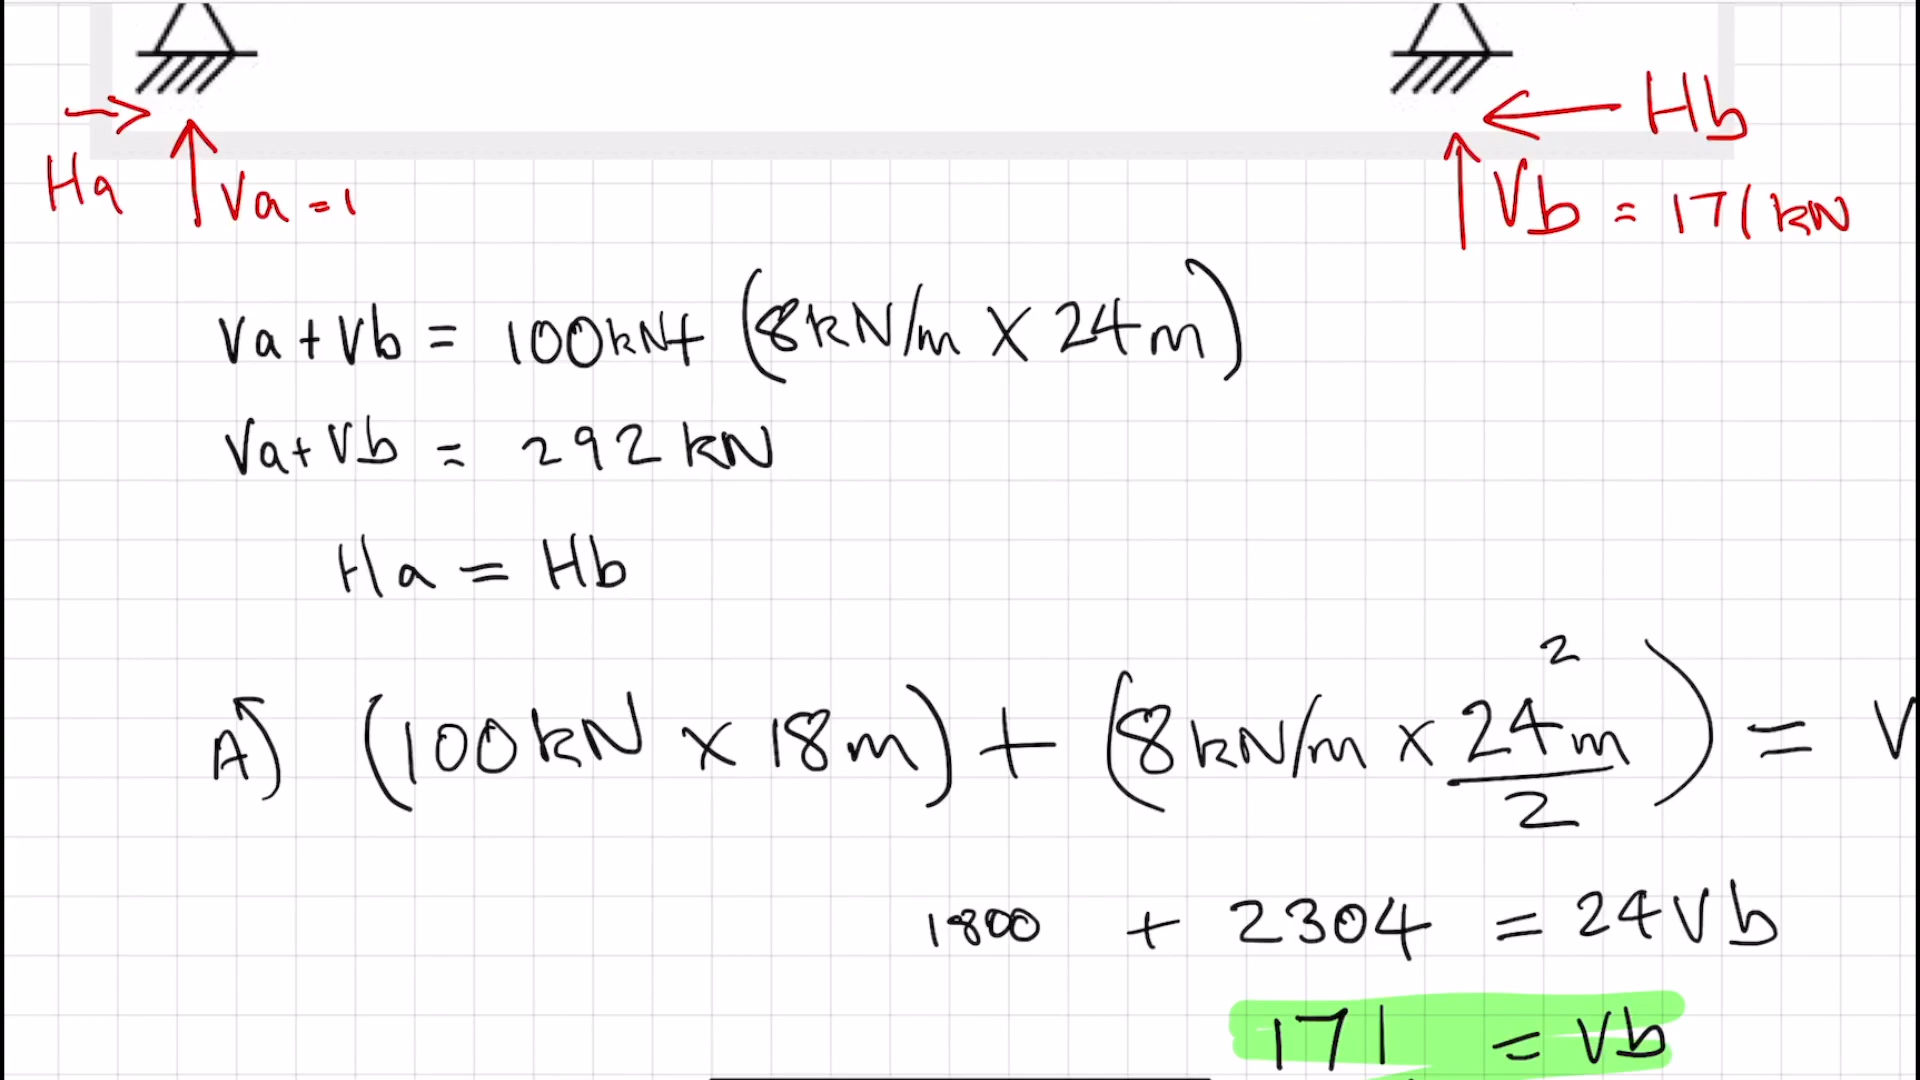 Hb
Ha Va = 1 Vb = 171 kN
Va + Vb = 100kN + (8kN/m × 24m)
Va + Vb = 292 kN
Ha = Hb
A) (100kN × 18m) + (8kN/m × 24²m/2) = V
1800 + 2304 = 24Vb
171 = Vb